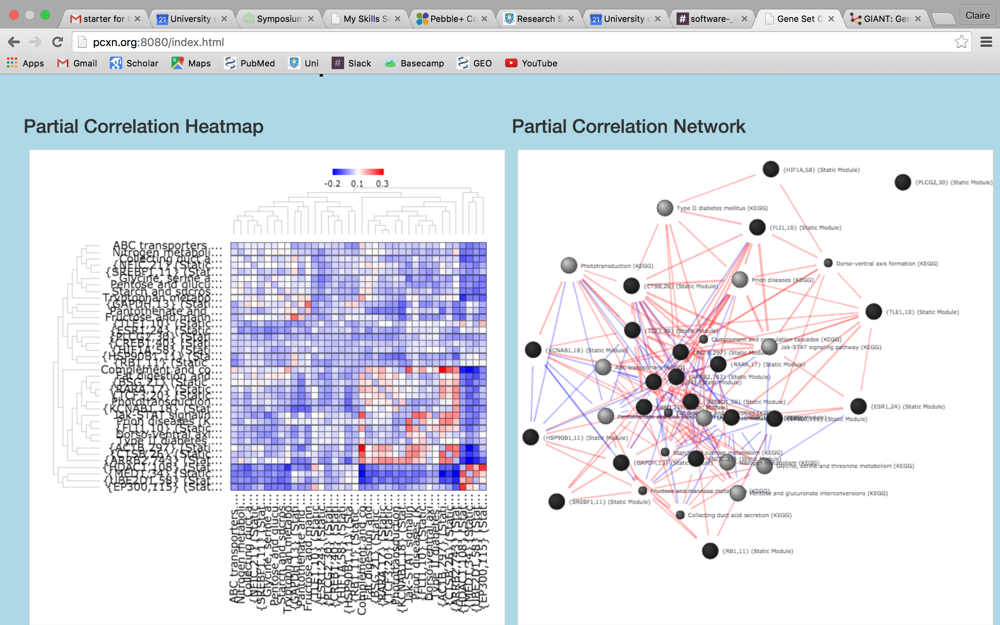 starter for t
University o
Symposium
My Skills Se
Pebble+ Co
Research S
University o
software-_-
Gene Set C
GIANT: Gen
Claire
pcxn.org:8080/index.html
Apps
Gmail
Scholar
Maps
PubMed
Uni
Slack
Basecamp
GEO
YouTube
Partial Correlation Heatmap
-0.2 0.1 0.3
ABC transporters...
Nitrogen metaboli...
Collecting duct a...
{NFIC,21} (Static...
{SREBF1,11} (Stat...
Glycine, serine a...
Pentose and glucu...
Starch and sucros...
Tryptophan metabo...
{GAPDH,13} (Stati...
Pantothenate and ...
Fructose and mann...
{TLE1,10} (Static...
{ESR1,24} (Static...
{PLCG2,30} (Stati...
{CREB1,40} (Stati...
{HIF1A,58} (Stati...
{HSP90B1,11} (Sta...
{RB1,11} (Static ...
Complement and co...
Fat digestion and...
{BSG,21} (Static ...
{RARA,17} (Static...
{TCF3,20} (Static...
Phototransduction...
{KCNAB1,18} (Stat...
Jak-STAT signalin...
Prion diseases (K...
{FLI1,10} (Static...
Dorso-ventral axi...
Type II diabetes...
{ACTB,297} (Stati...
{CTSB,26} (Static...
{ARRB2,743} (Stat...
{HDAC1,108} (Stat...
{MED1,34} (Static...
{UBE2D1,58} (Stat...
{EP300,115} (Stat...
ABC transporters...
Nitrogen metaboli...
Collecting duct a...
{NFIC,21} (Static...
{SREBF1,11} (Stat...
Glycine, serine a...
Pentose and glucu...
Starch and sucros...
Tryptophan metabo...
{GAPDH,13} (Stati...
Pantothenate and ...
Fructose and mann...
{TLE1,10} (Static...
{ESR1,24} (Static...
{PLCG2,30} (Stati...
{CREB1,40} (Stati...
{HIF1A,58} (Stati...
{HSP90B1,11} (Sta...
{RB1,11} (Static ...
Complement and co...
Fat digestion and...
{BSG,21} (Static ...
{RARA,17} (Static...
{TCF3,20} (Static...
Phototransduction...
{KCNAB1,18} (Stat...
Jak-STAT signalin...
Prion diseases (K...
{FLI1,10} (Static...
Dorso-ventral axi...
Type II diabetes...
{ACTB,297} (Stati...
{CTSB,26} (Static...
{ARRB2,743} (Stat...
{HDAC1,108} (Stat...
{MED1,34} (Static...
{UBE2D1,58} (Stat...
{EP300,115} (Stat...
Partial Correlation Network
{HIF1A,58} (Static Module)
{PLCG2,30} (Static Module)
Type II diabetes mellitus (KEGG)
{FLI1,10} (Static Module)
Dorso-ventral axis formation (KEGG)
Phototransduction (KEGG)
Prion diseases (KEGG)
{CTSB,26} (Static Module)
{TLE1,10} (Static Module)
{TCF3,20} (Static Module)
Complement and coagulation cascades (KEGG)
Jak-STAT signaling pathway (KEGG)
{KCNAB1,18} (Static Module)
{ACTB,297} (Static Module)
{RARA,17} (Static Module)
ABC transporters (KEGG)
{ARRB2,743} (Static Module)
34} (Static Module)
{UBE2D1,58} (Static Module)
{BSG,21} (Static Module)
{ESR1,24} (Static Module)
Pantothenate and CoA
{EP300,115} (Static Module)
{HSP90B1,11} (Static Module)
Starch and sucrose metabolism (KEGG)
{NFIC,21} (Static Module)
{GAPDH,13} (Static Module)
Nitrogen metabolism (KEGG)
Glycine, serine and threonine metabolism (KEGG)
Fructose and mannose metabolism (KEGG)
Pentose and glucuronate interconversions (KEGG)
{SREBF1,11} (Static Module)
Collecting duct acid secretion (KEGG)
{RB1,11} (Static Module)